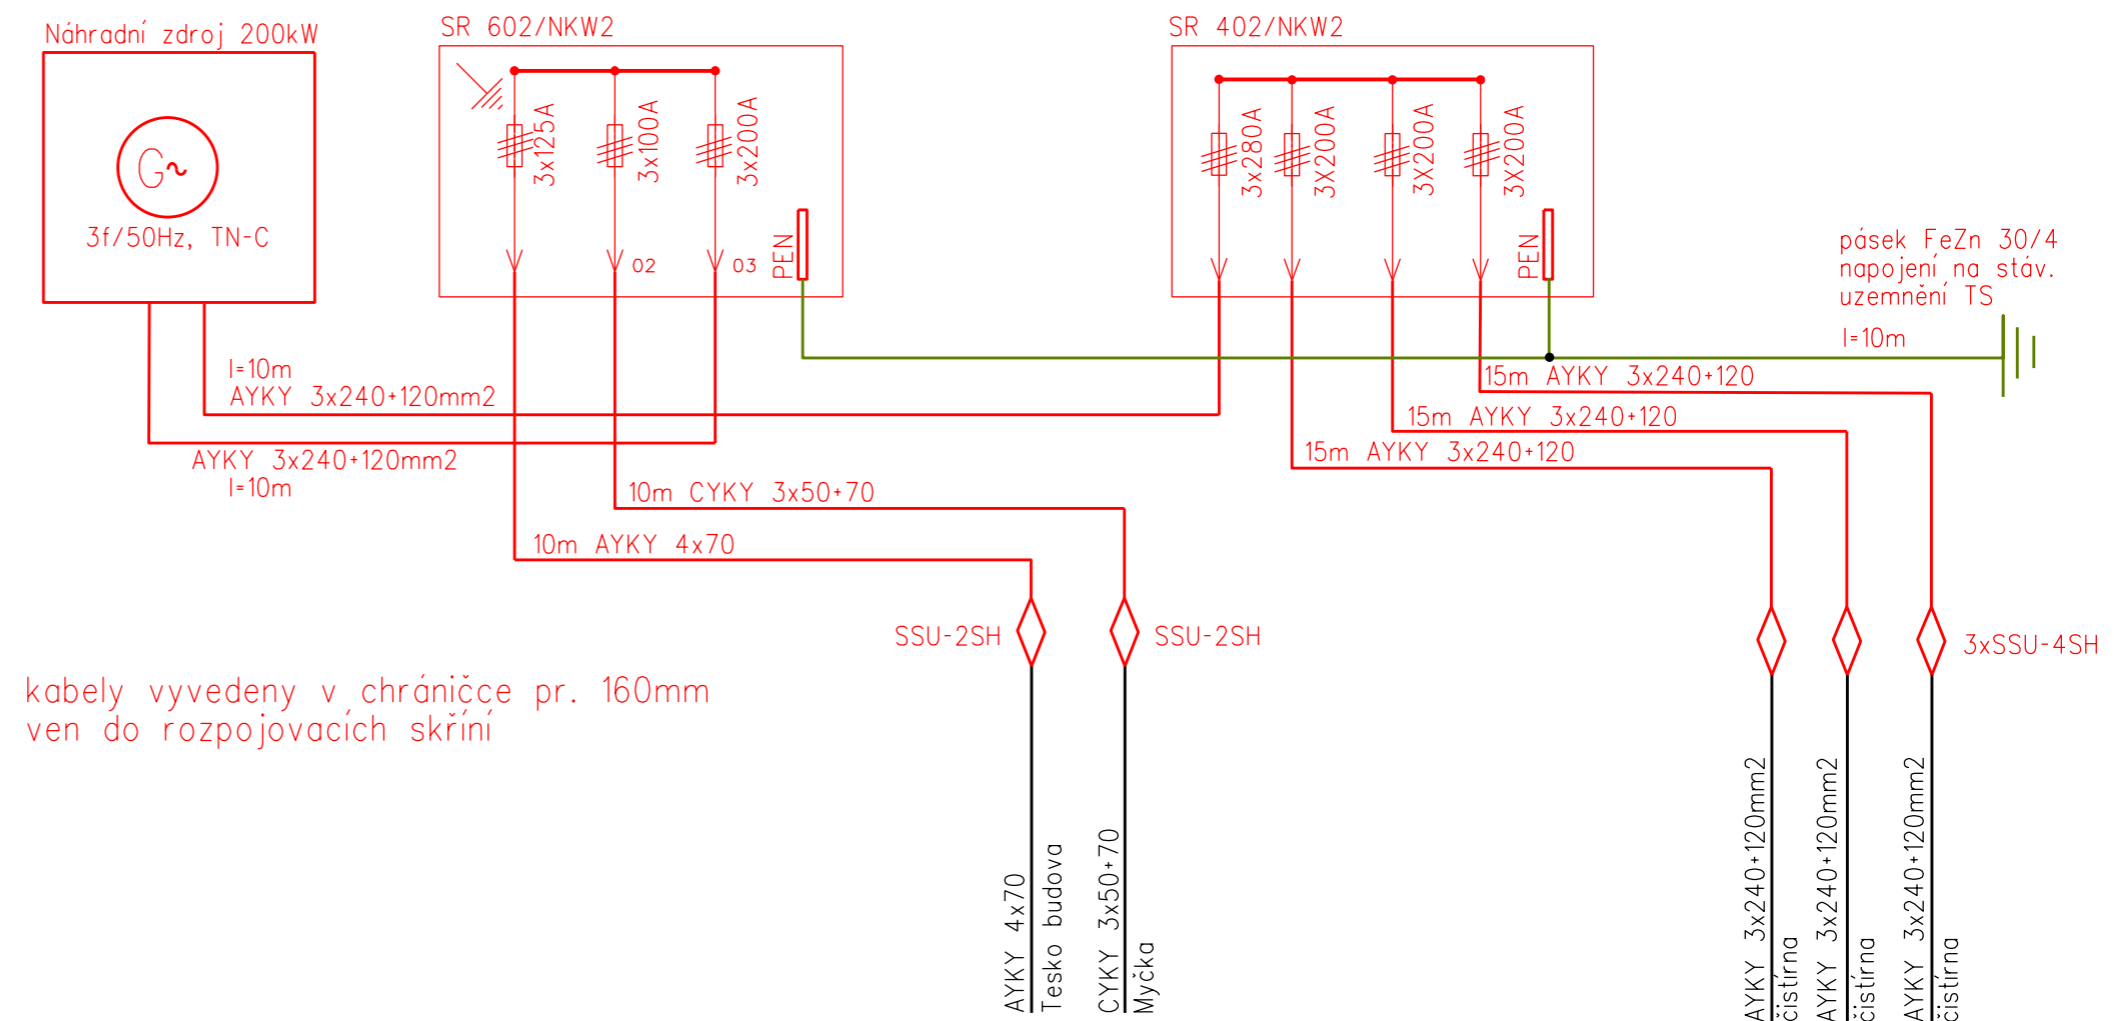 Náhradní zdroj 200kW
G~
3f/50Hz, TN-C
SR 602/NKW2
3x125A
3x100A
3x200A
02
03
PEN
SR 402/NKW2
3x280A
3X200A
3X200A
3X200A
PEN
pásek FeZn 30/4
napojení na stáv.
uzemnění TS
l=10m
l=10m
AYKY 3x240+120mm2
AYKY 3x240+120mm2
l=10m
15m AYKY 3x240+120
15m AYKY 3x240+120
15m AYKY 3x240+120
10m CYKY 3x50+70
10m AYKY 4x70
SSU-2SH
SSU-2SH
3xSSU-4SH
kabely vyvedeny v chráničce pr. 160mm
ven do rozpojovacích skříní
AYKY 4x70
Tesko budova
CYKY 3x50+70
Myčka
AYKY 3x240+120mm2
čistírna
AYKY 3x240+120mm2
čistírna
AYKY 3x240+120mm2
čistírna